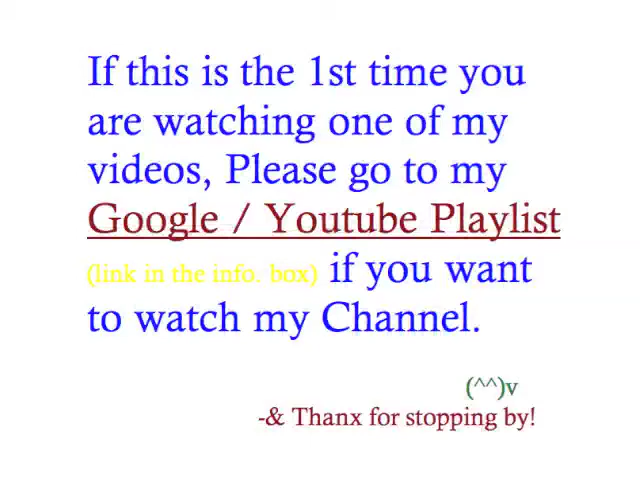 If this is the 1st time you
are watching one of my
videos, Please go to my
Google / Youtube Playlist
(link in the info. box) if you want
to watch my Channel.
(^^)v
-& Thanx for stopping by!